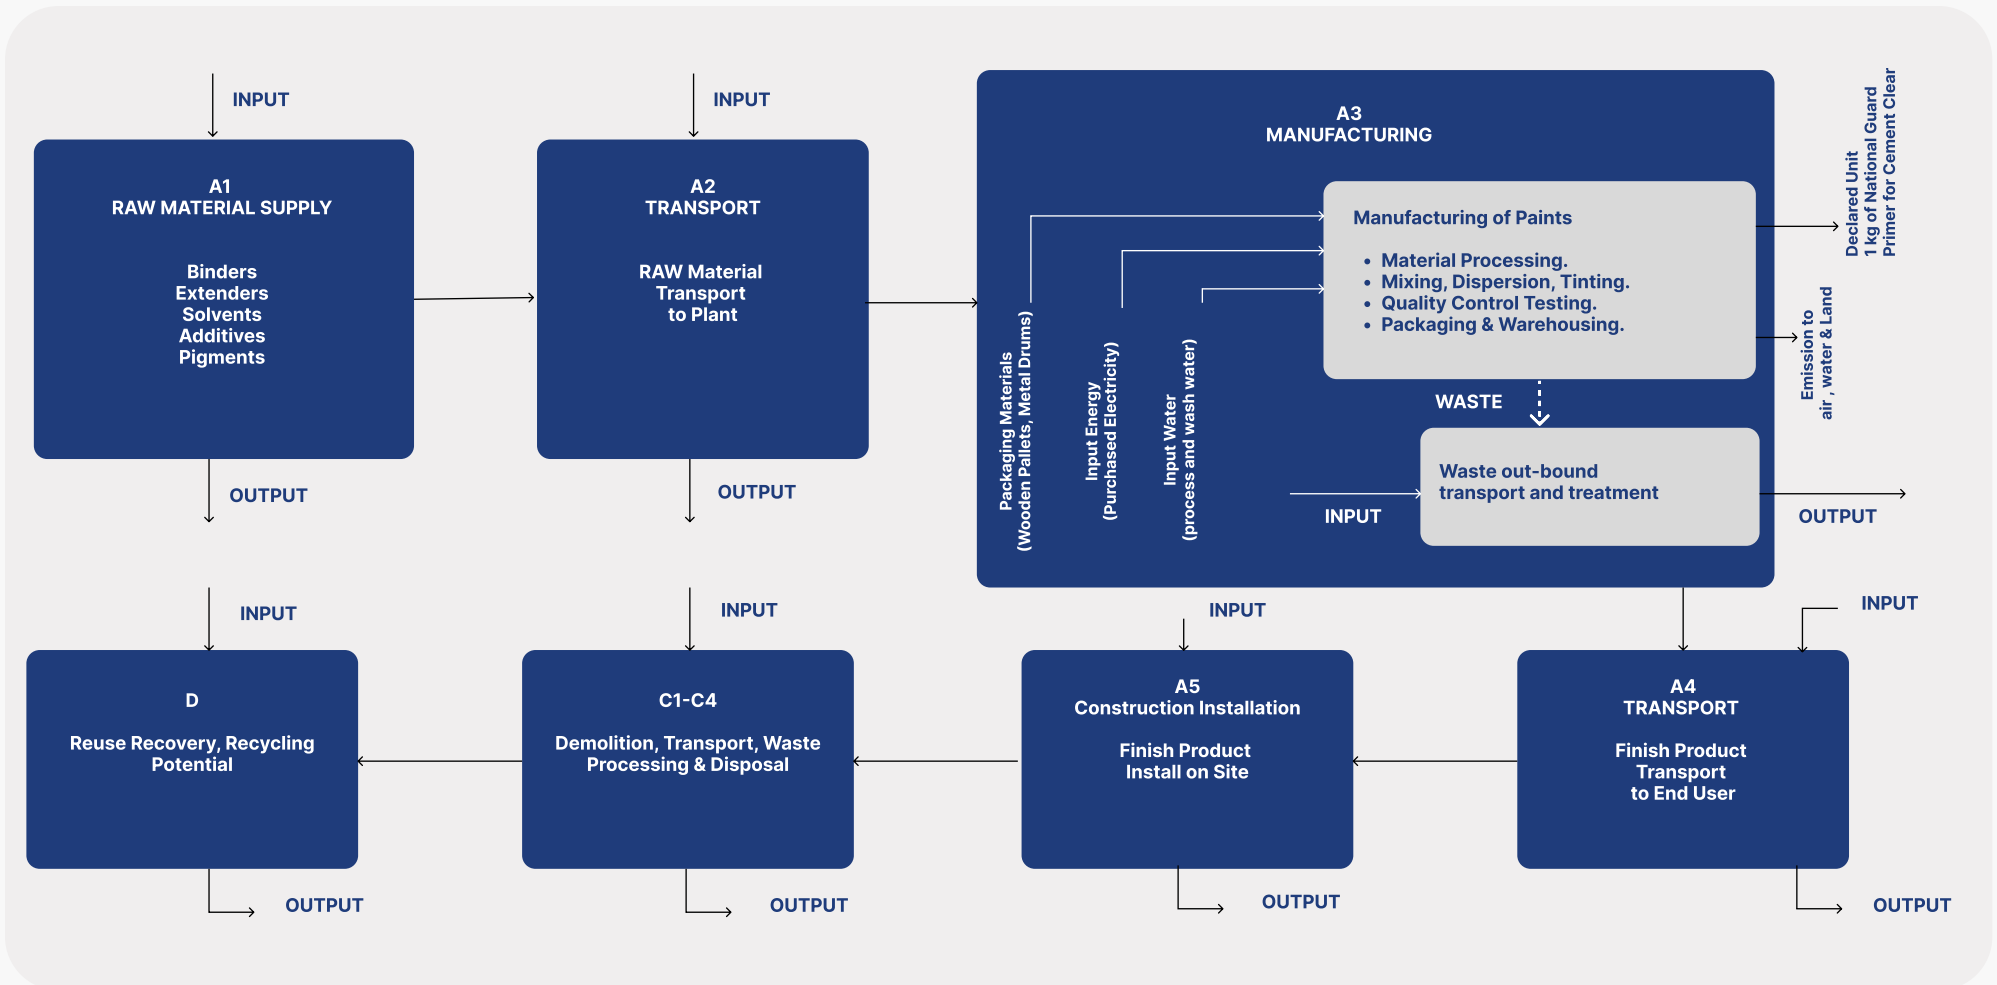 INPUT
A1
RAW MATERIAL SUPPLY
Binders
Extenders
Solvents
Additives
Pigments
OUTPUT
INPUT
A2
TRANSPORT
RAW Material
Transport
to Plant
OUTPUT
A3
MANUFACTURING
Packaging Materials
(Wooden Pallets, Metal Drums)
Input Energy
(Purchased Electricity)
Input Water
(process and wash water)
Manufacturing of Paints
• Material Processing.
• Mixing, Dispersion, Tinting.
• Quality Control Testing.
• Packaging & Warehousing.
WASTE
INPUT
Waste out-bound
transport and treatment
OUTPUT
Declared Unit
1 kg of National Guard
Primer for Cement Clear
Emission to
air , water & Land
INPUT
A4
TRANSPORT
Finish Product
Transport
to End User
OUTPUT
INPUT
A5
Construction Installation
Finish Product
Install on Site
OUTPUT
INPUT
C1-C4
Demolition, Transport, Waste
Processing & Disposal
OUTPUT
INPUT
D
Reuse Recovery, Recycling
Potential
OUTPUT